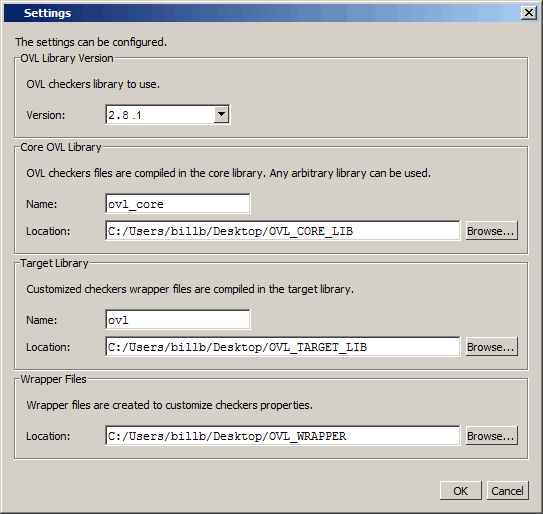 Settings
The settings can be configured.
OVL Library Version
OVL checkers library to use.
Version: 2.8.1
Core OVL Library
OVL checkers files are compiled in the core library. Any arbitrary library can be used.
Name: ovl_core
Location: C:/Users/billb/Desktop/OVL_CORE_LIB Browse...
Target Library
Customized checkers wrapper files are compiled in the target library.
Name: ovl
Location: C:/Users/billb/Desktop/OVL_TARGET_LIB Browse...
Wrapper Files
Wrapper files are created to customize checkers properties.
Location: C:/Users/billb/Desktop/OVL_WRAPPER Browse...
OK Cancel